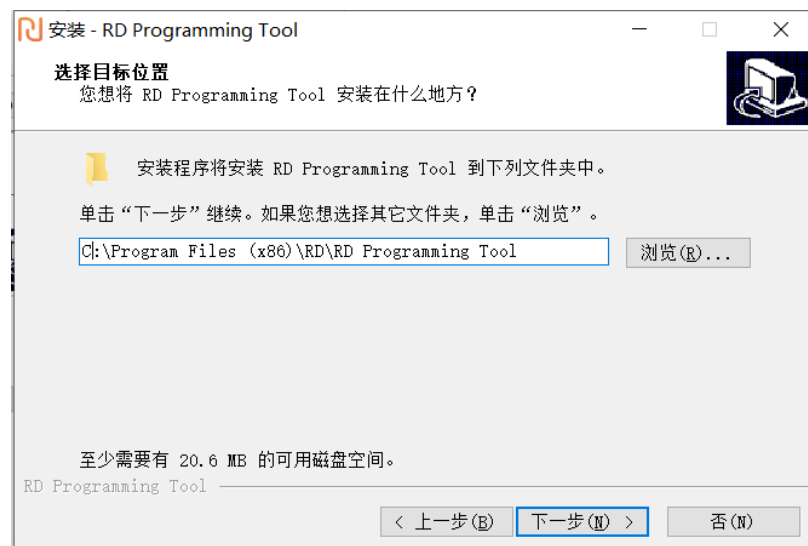 安装 - RD Programming Tool
选择目标位置
您想将 RD Programming Tool 安装在什么地方？
安装程序将安装 RD Programming Tool 到下列文件夹中。
单击“下一步”继续。如果您想选择其它文件夹，单击“浏览”。
C:\Program Files (x86)\RD\RD Programming Tool
浏览(R)...
至少需要有 20.6 MB 的可用磁盘空间。
RD Programming Tool
< 上一步(B)
下一步(N) >
否(N)